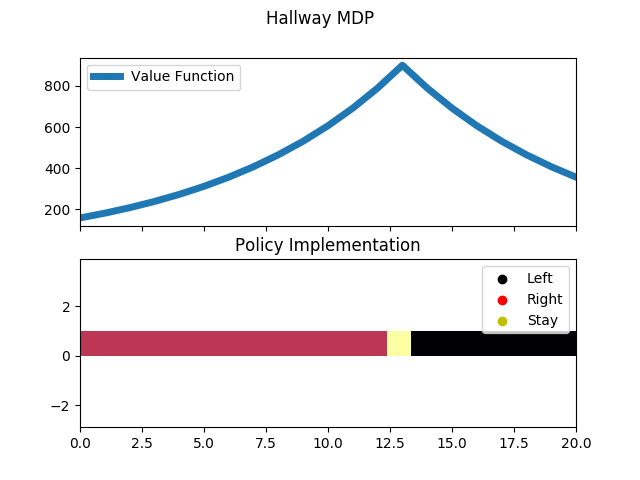 Hallway MDP
Value Function
800
600
400
200
Policy Implementation
Left
Right
Stay
2
0
−2
0.0 2.5 5.0 7.5 10.0 12.5 15.0 17.5 20.0